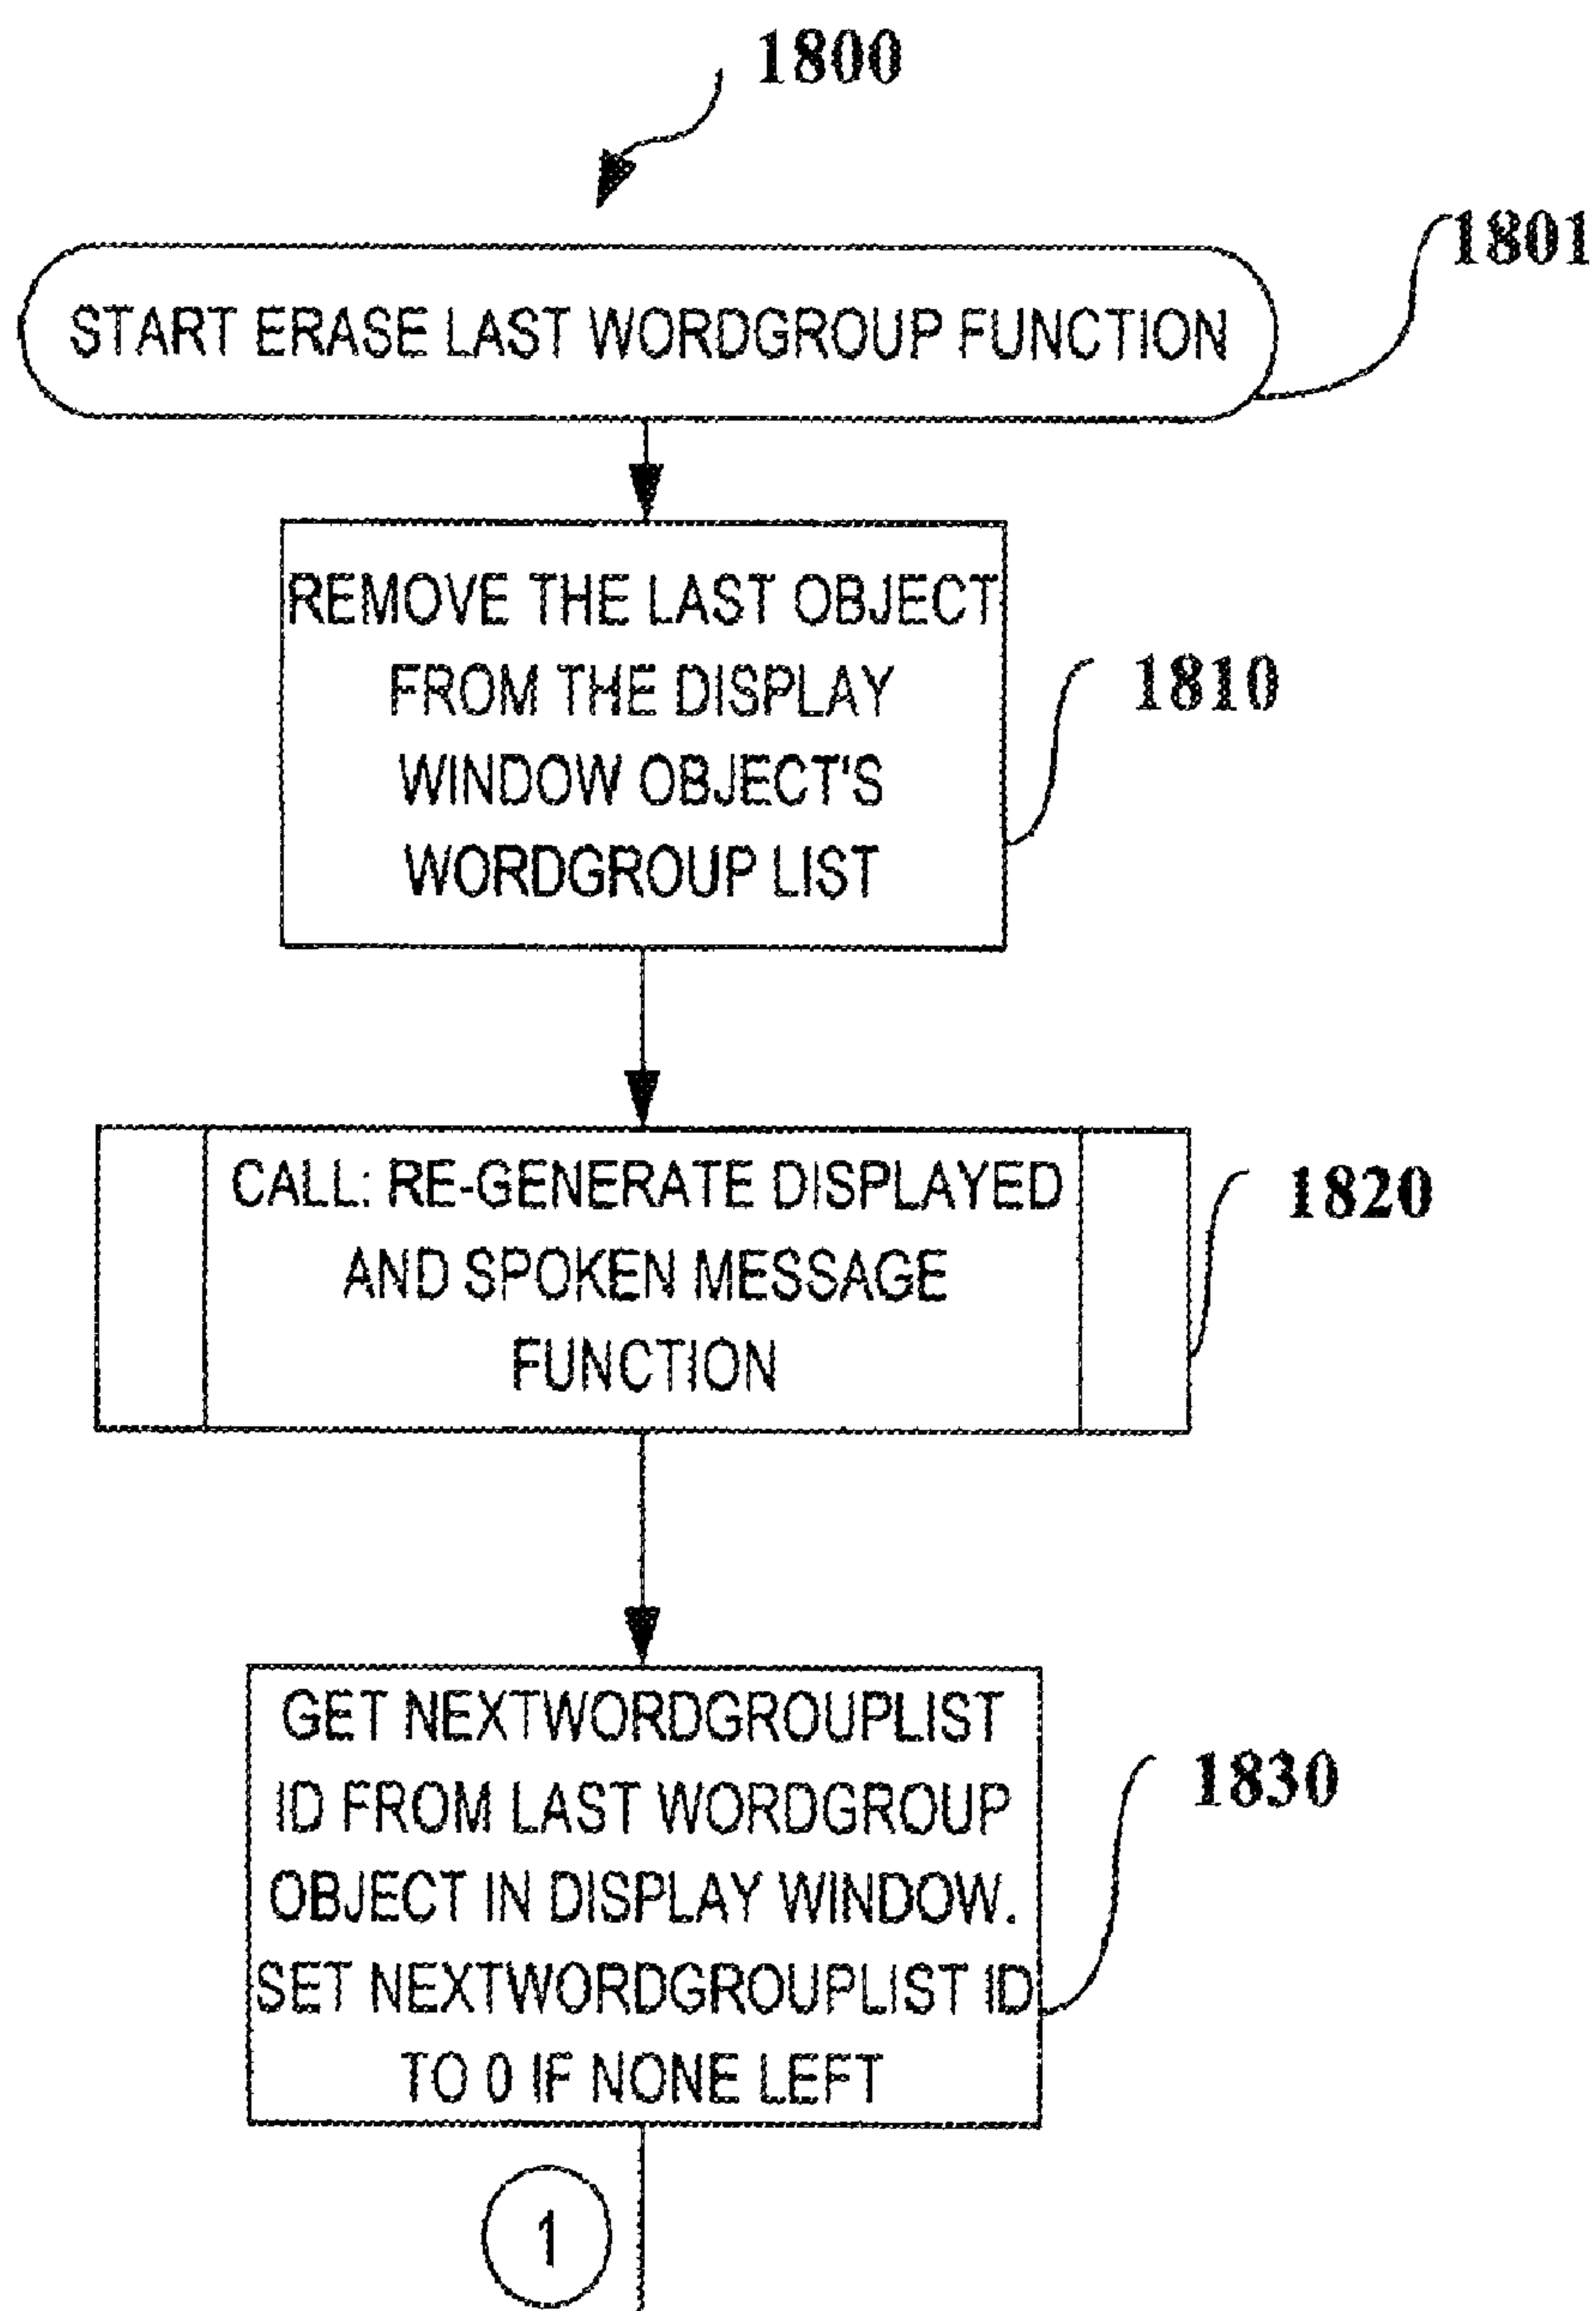 1800
1801
START ERASE LAST WORDGROUP FUNCTION
REMOVE THE LAST OBJECT
FROM THE DISPLAY
WINDOW OBJECT'S
WORDGROUP LIST
1810
CALL: RE-GENERATE DISPLAYED
AND SPOKEN MESSAGE
FUNCTION
1820
GET NEXTWORDGROUPLIST
ID FROM LAST WORDGROUP
OBJECT IN DISPLAY WINDOW.
SET NEXTWORDGROUPLIST ID
TO 0 IF NONE LEFT
1830
1